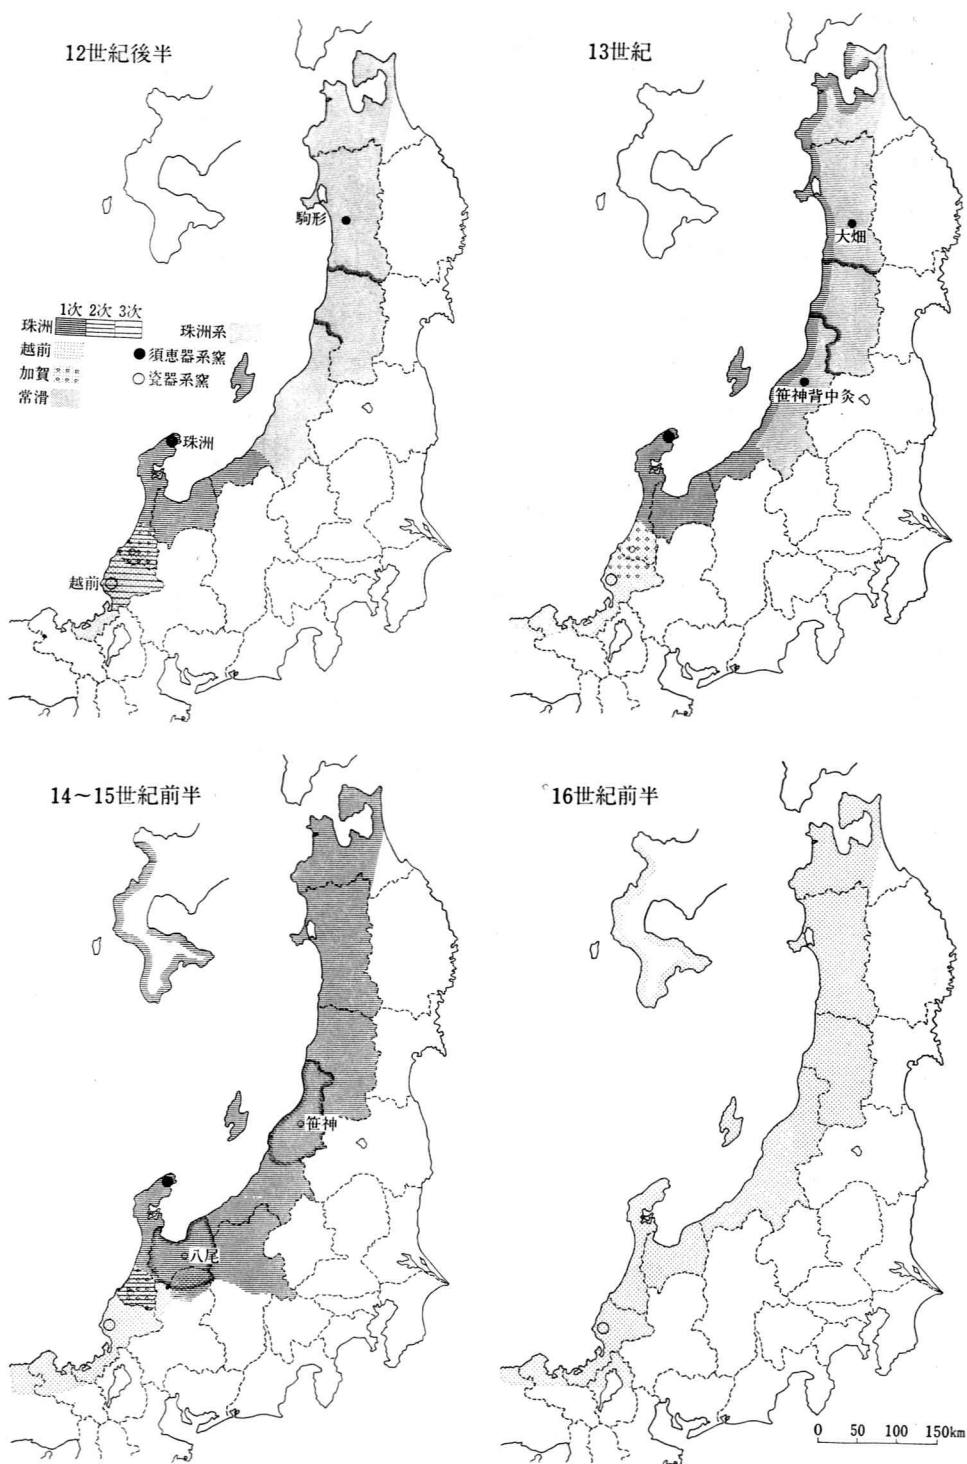 12世紀後半
駒形
1次 2次 3次
珠洲
珠洲系
越前
須恵器系窯
加賀
瓷器系窯
常滑
珠洲
越前
13世紀
大畑
笹神背中灸
14～15世紀前半
笹神
八尾
16世紀前半
0 50 100 150km